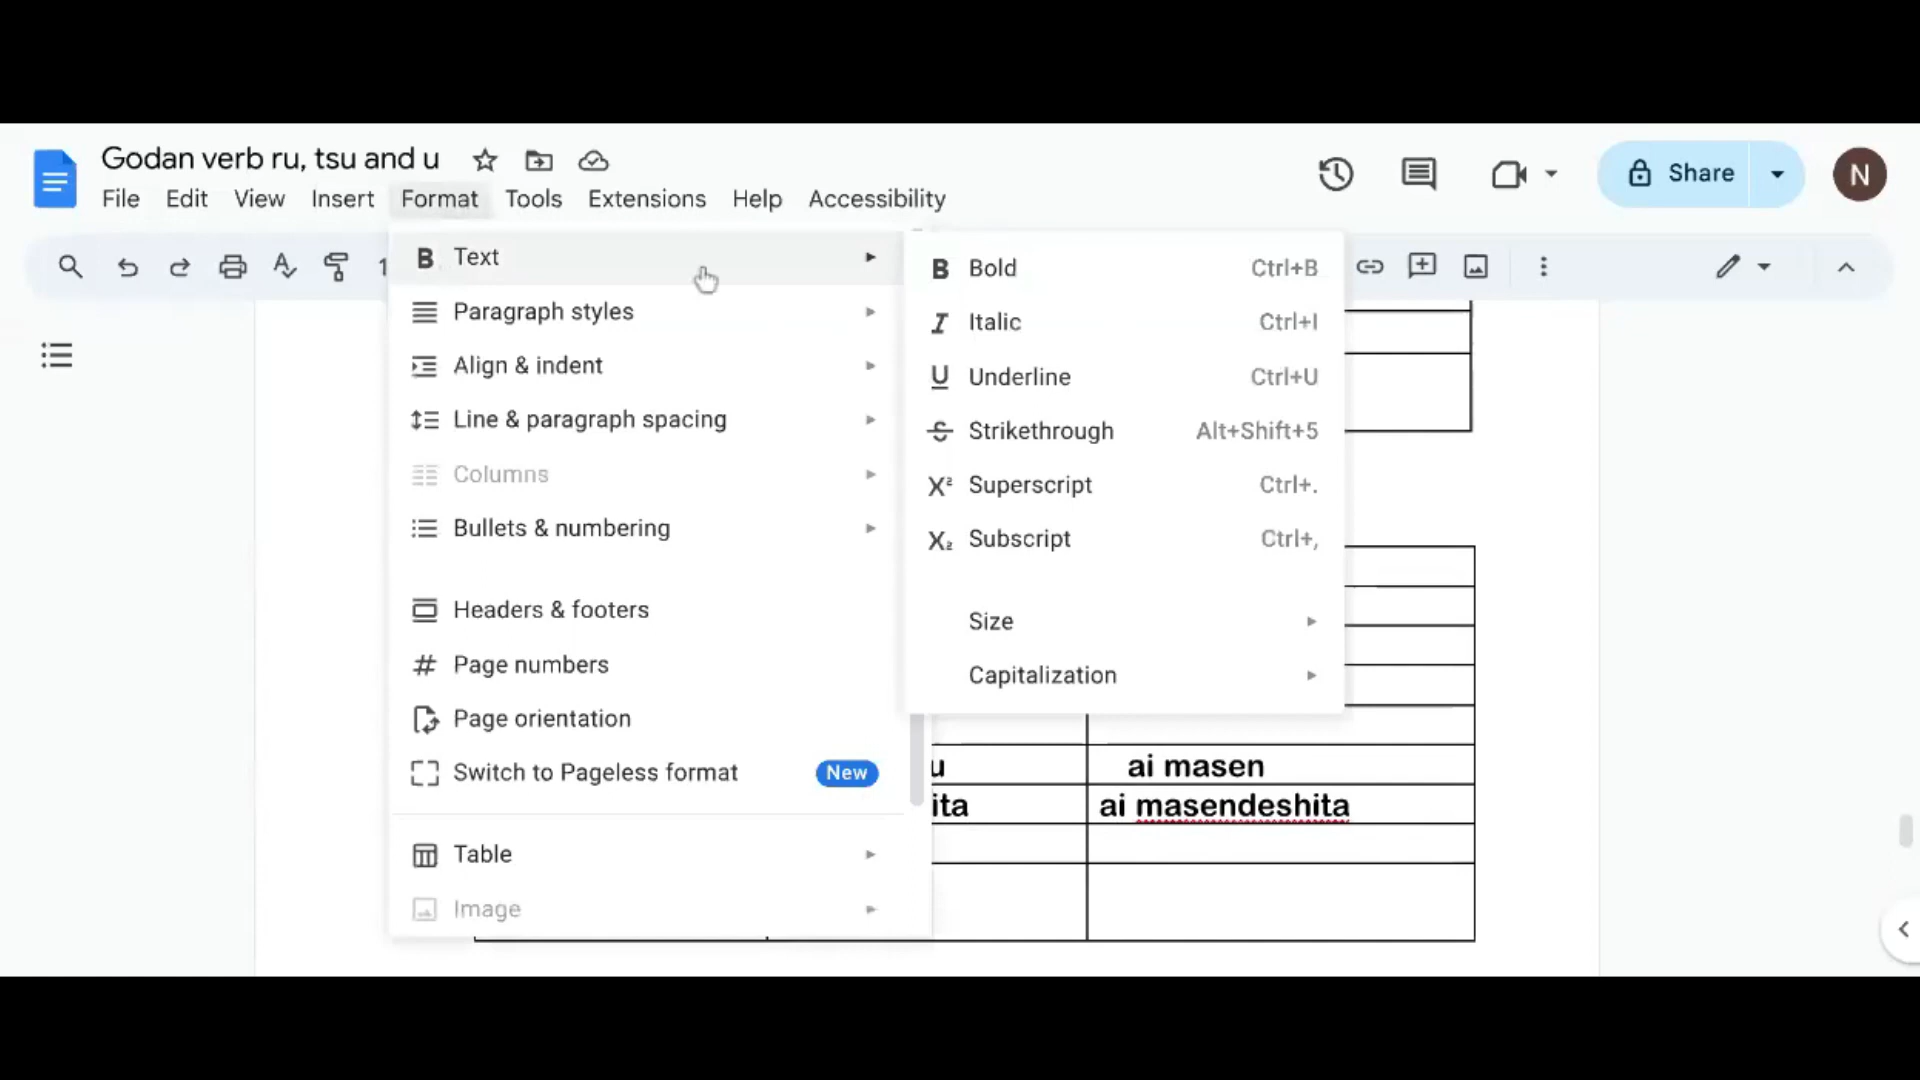 Godan verb ru, tsu and u
File Edit View Insert Format Tools Extensions Help Accessibility
Share
N
Text
Paragraph styles
Align & indent
Line & paragraph spacing
Columns
Bullets & numbering
Headers & footers
Page numbers
Page orientation
Switch to Pageless format New
Table
Image
Bold Ctrl+B
Italic Ctrl+I
Underline Ctrl+U
Strikethrough Alt+Shift+5
Superscript Ctrl+.
Subscript Ctrl+,
Size
Capitalization
u ai masen
ita ai masendeshita